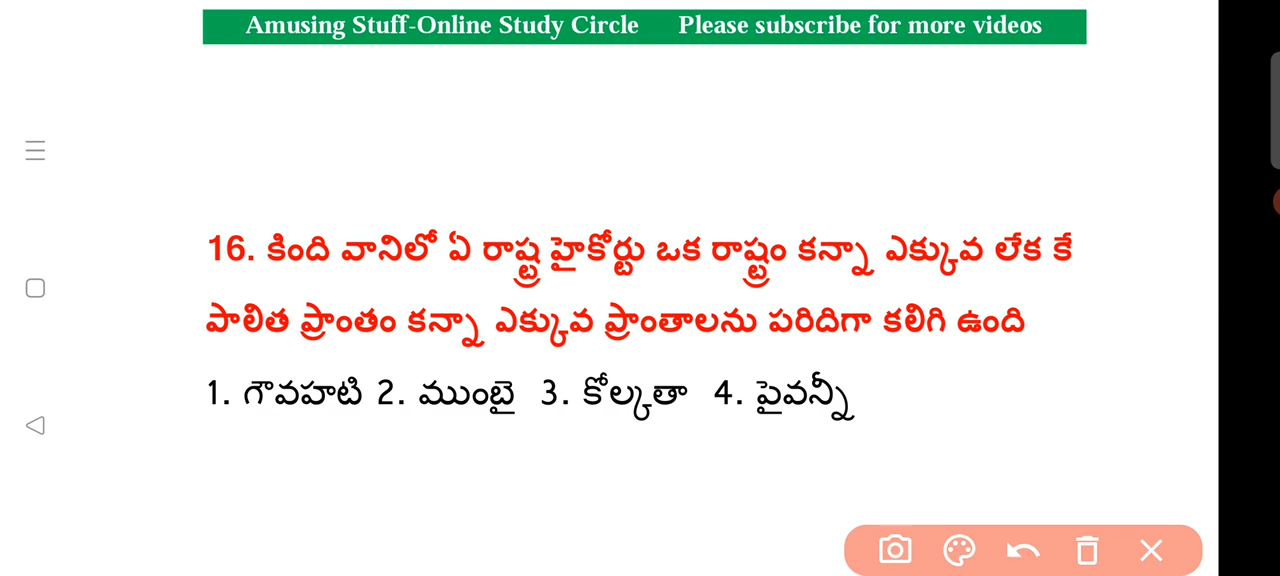 Amusing Stuff-Online Study Circle Please subscribe for more videos
16. కింది వానిలో ఏ రాష్ట్ర హైకోర్టు ఒక రాష్ట్రం కన్నా ఎక్కువ లేక కే
పాలిత ప్రాంతం కన్నా ఎక్కువ ప్రాంతాలను పరిదిగా కలిగి ఉంది
1. గౌవహటి 2. ముంబై 3. కోల్కతా 4. పైవన్నీ